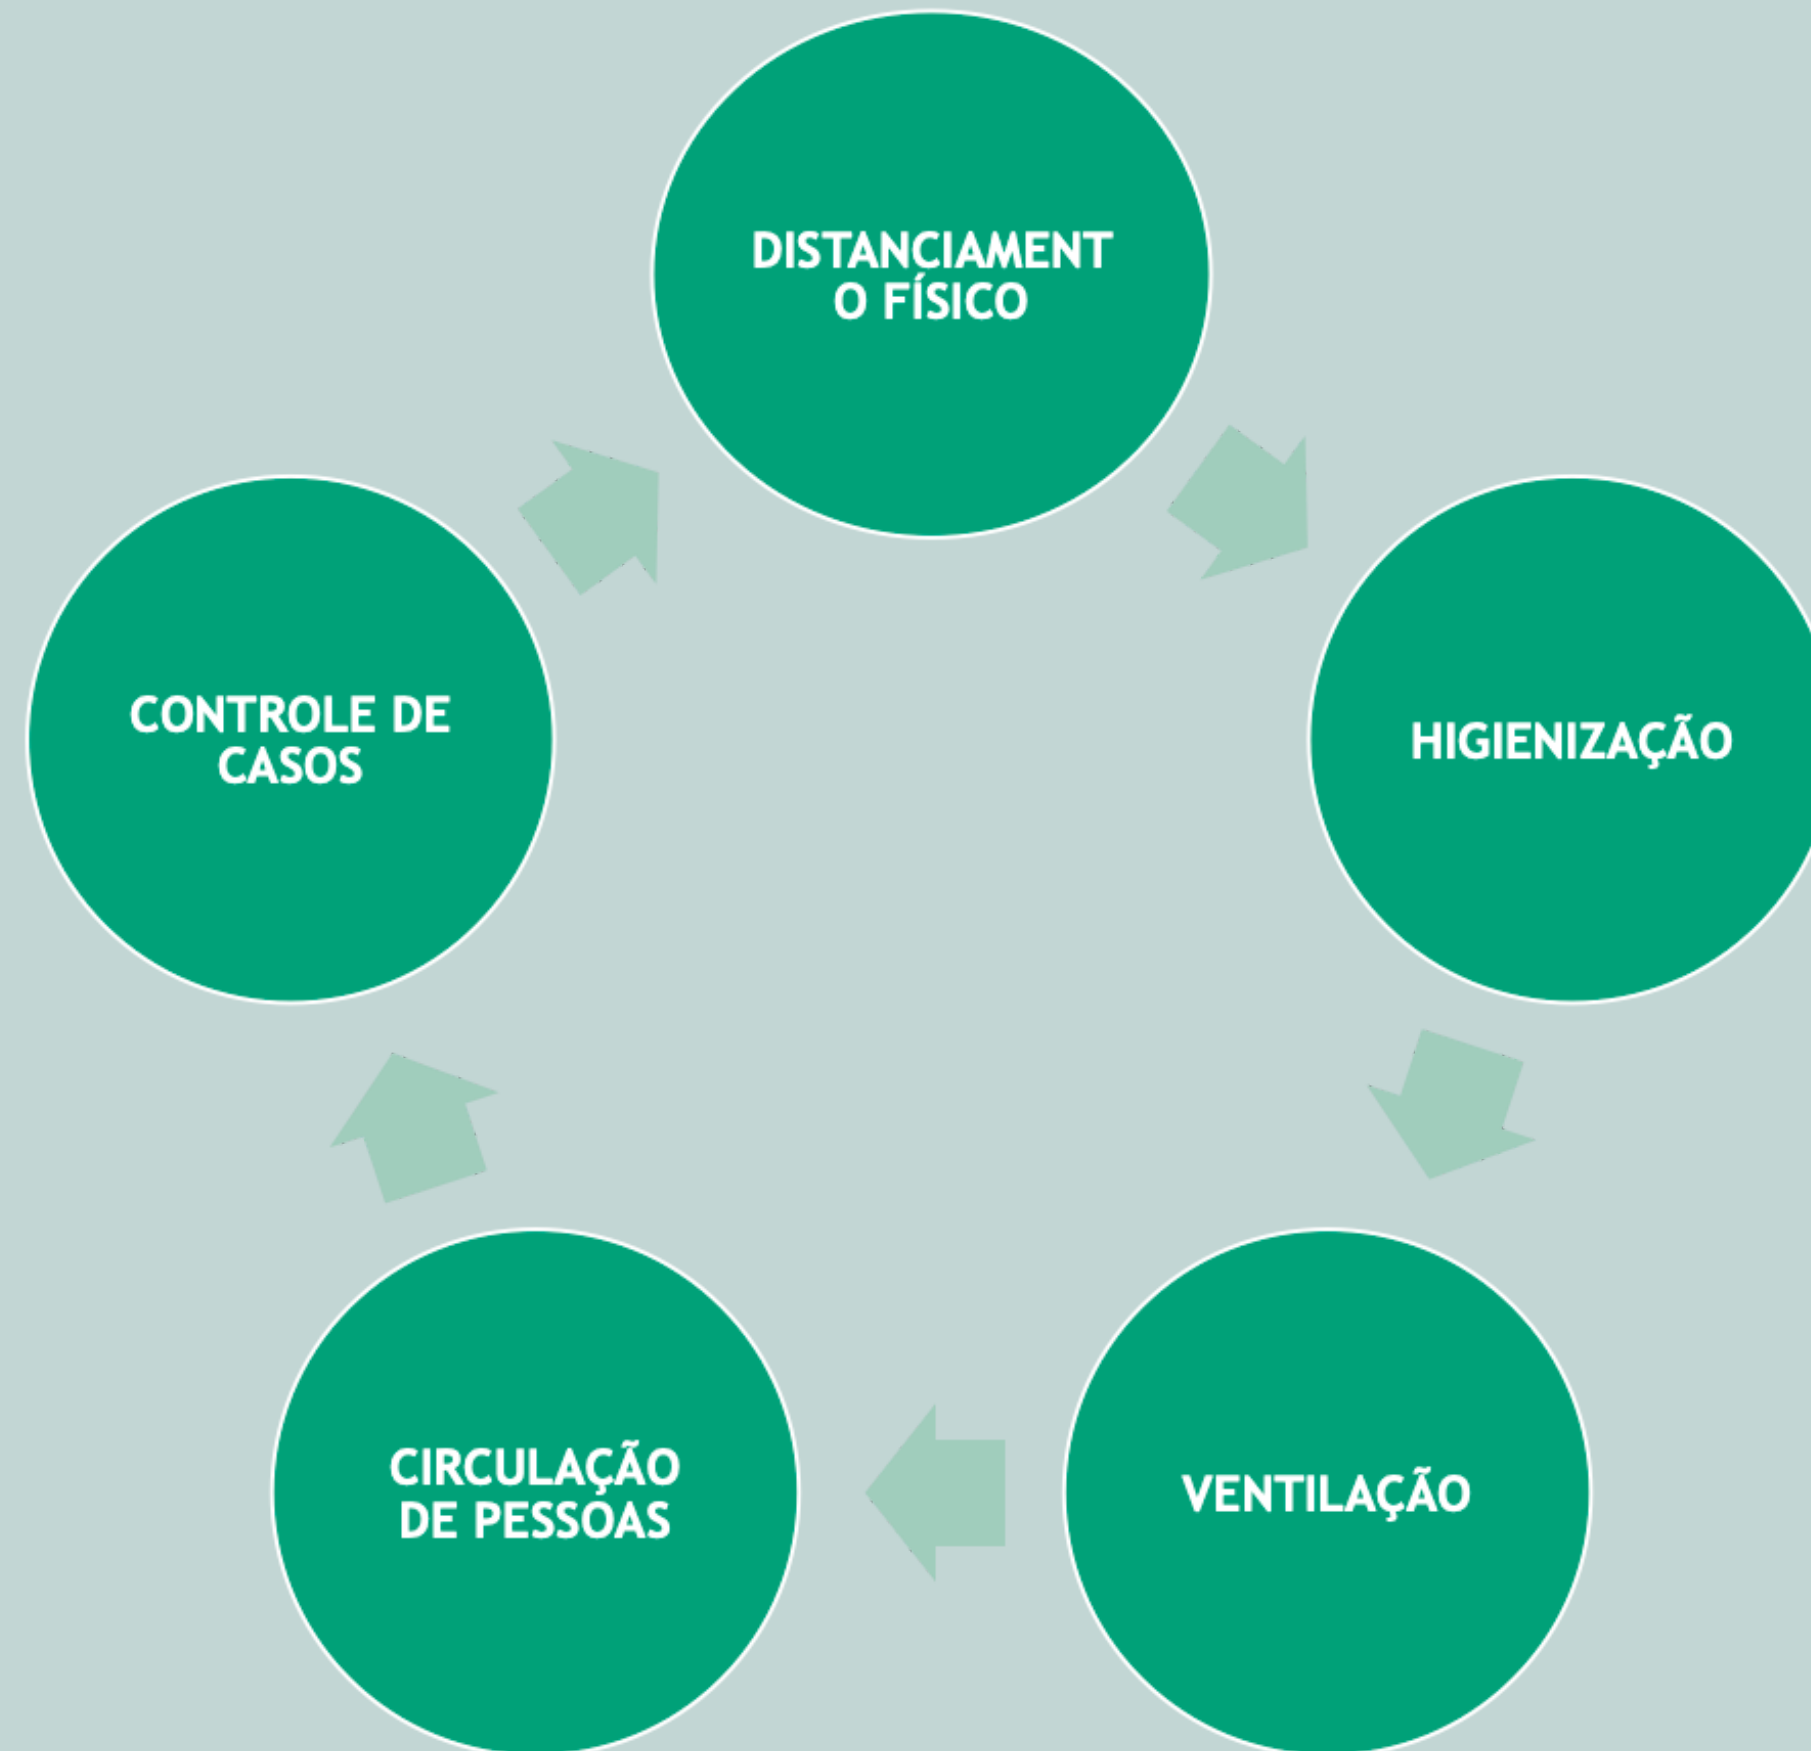 DISTANCIAMENT
O FÍSICO
HIGIENIZAÇÃO
VENTILAÇÃO
CIRCULAÇÃO
DE PESSOAS
CONTROLE DE
CASOS